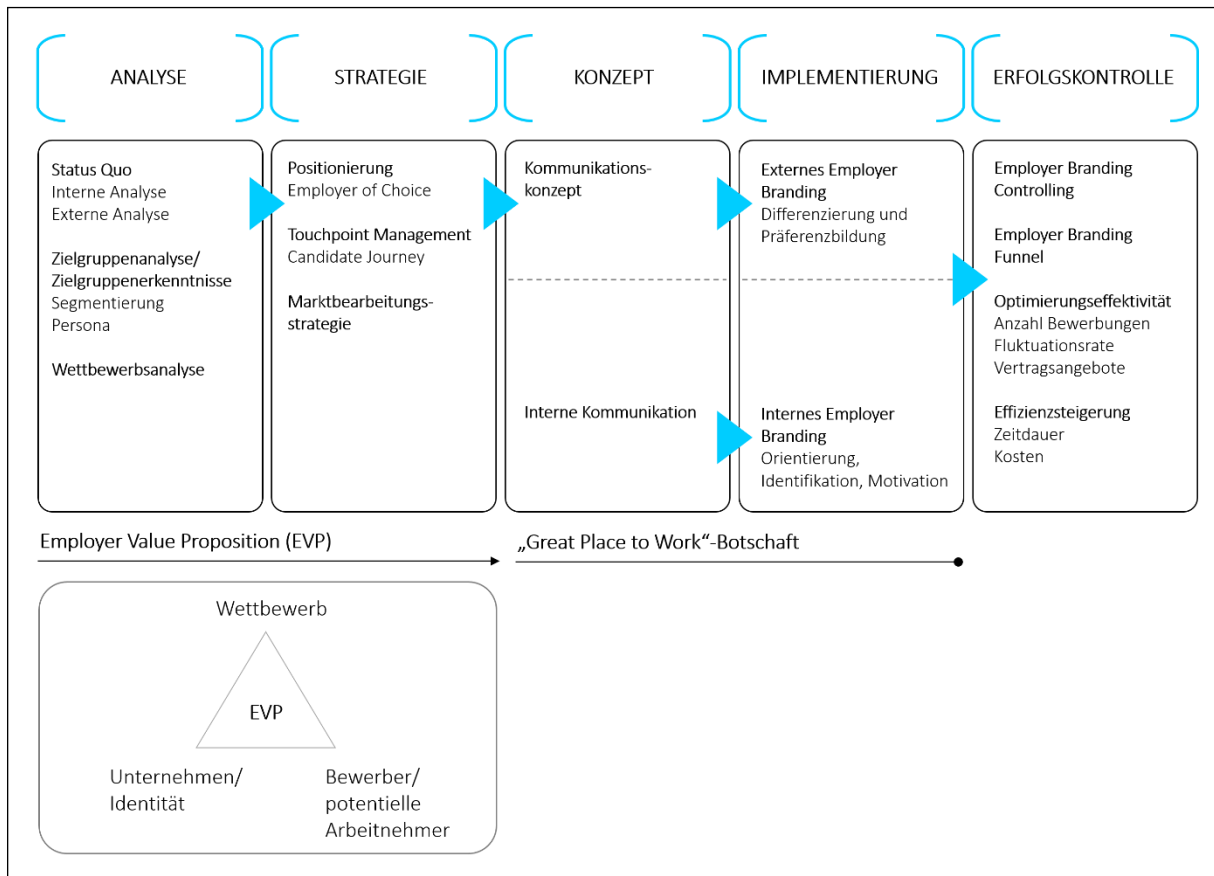 ANALYSE
STRATEGIE
KONZEPT
IMPLEMENTIERUNG
ERFOLGSKONTROLLE
Status Quo
Interne Analyse
Externe Analyse
Zielgruppenanalyse/
Zielgruppenerkenntnisse
Segmentierung
Persona
Wettbewerbsanalyse
Positionierung
Employer of Choice
Touchpoint Management
Candidate Journey
Marktbearbeitungs-
strategie
Kommunikations-
konzept
Interne Kommunikation
Externes Employer
Branding
Differenzierung und
Präferenzbildung
Internes Employer
Branding
Orientierung,
Identifikation, Motivation
Employer Branding
Controlling
Employer Branding
Funnel
Optimierungseffektivität
Anzahl Bewerbungen
Fluktuationsrate
Vertragsangebote
Effizienzsteigerung
Zeitdauer
Kosten
Employer Value Proposition (EVP)
„Great Place to Work“-Botschaft
Wettbewerb
EVP
Unternehmen/
Identität
Bewerber/
potentielle
Arbeitnehmer